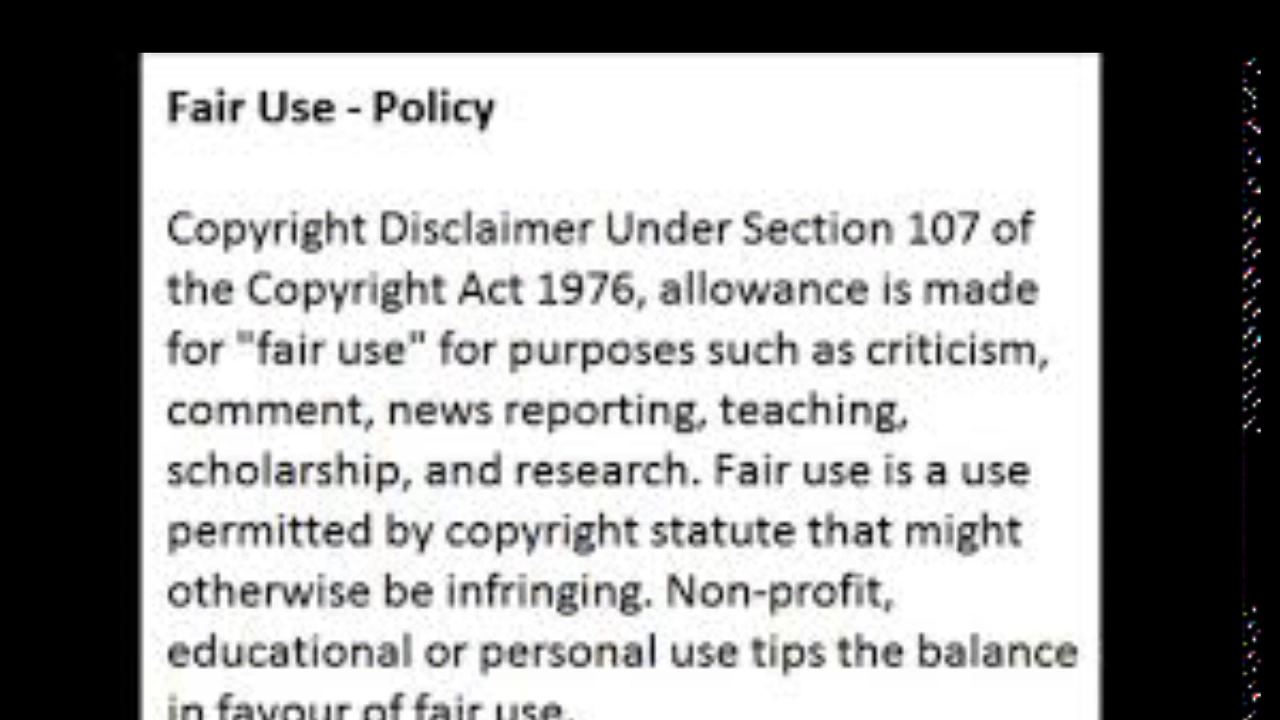 Fair Use - Policy
Copyright Disclaimer Under Section 107 of
the Copyright Act 1976, allowance is made
for "fair use" for purposes such as criticism,
comment, news reporting, teaching,
scholarship, and research. Fair use is a use
permitted by copyright statute that might
otherwise be infringing. Non-profit,
educational or personal use tips the balance
in favour of fair use.